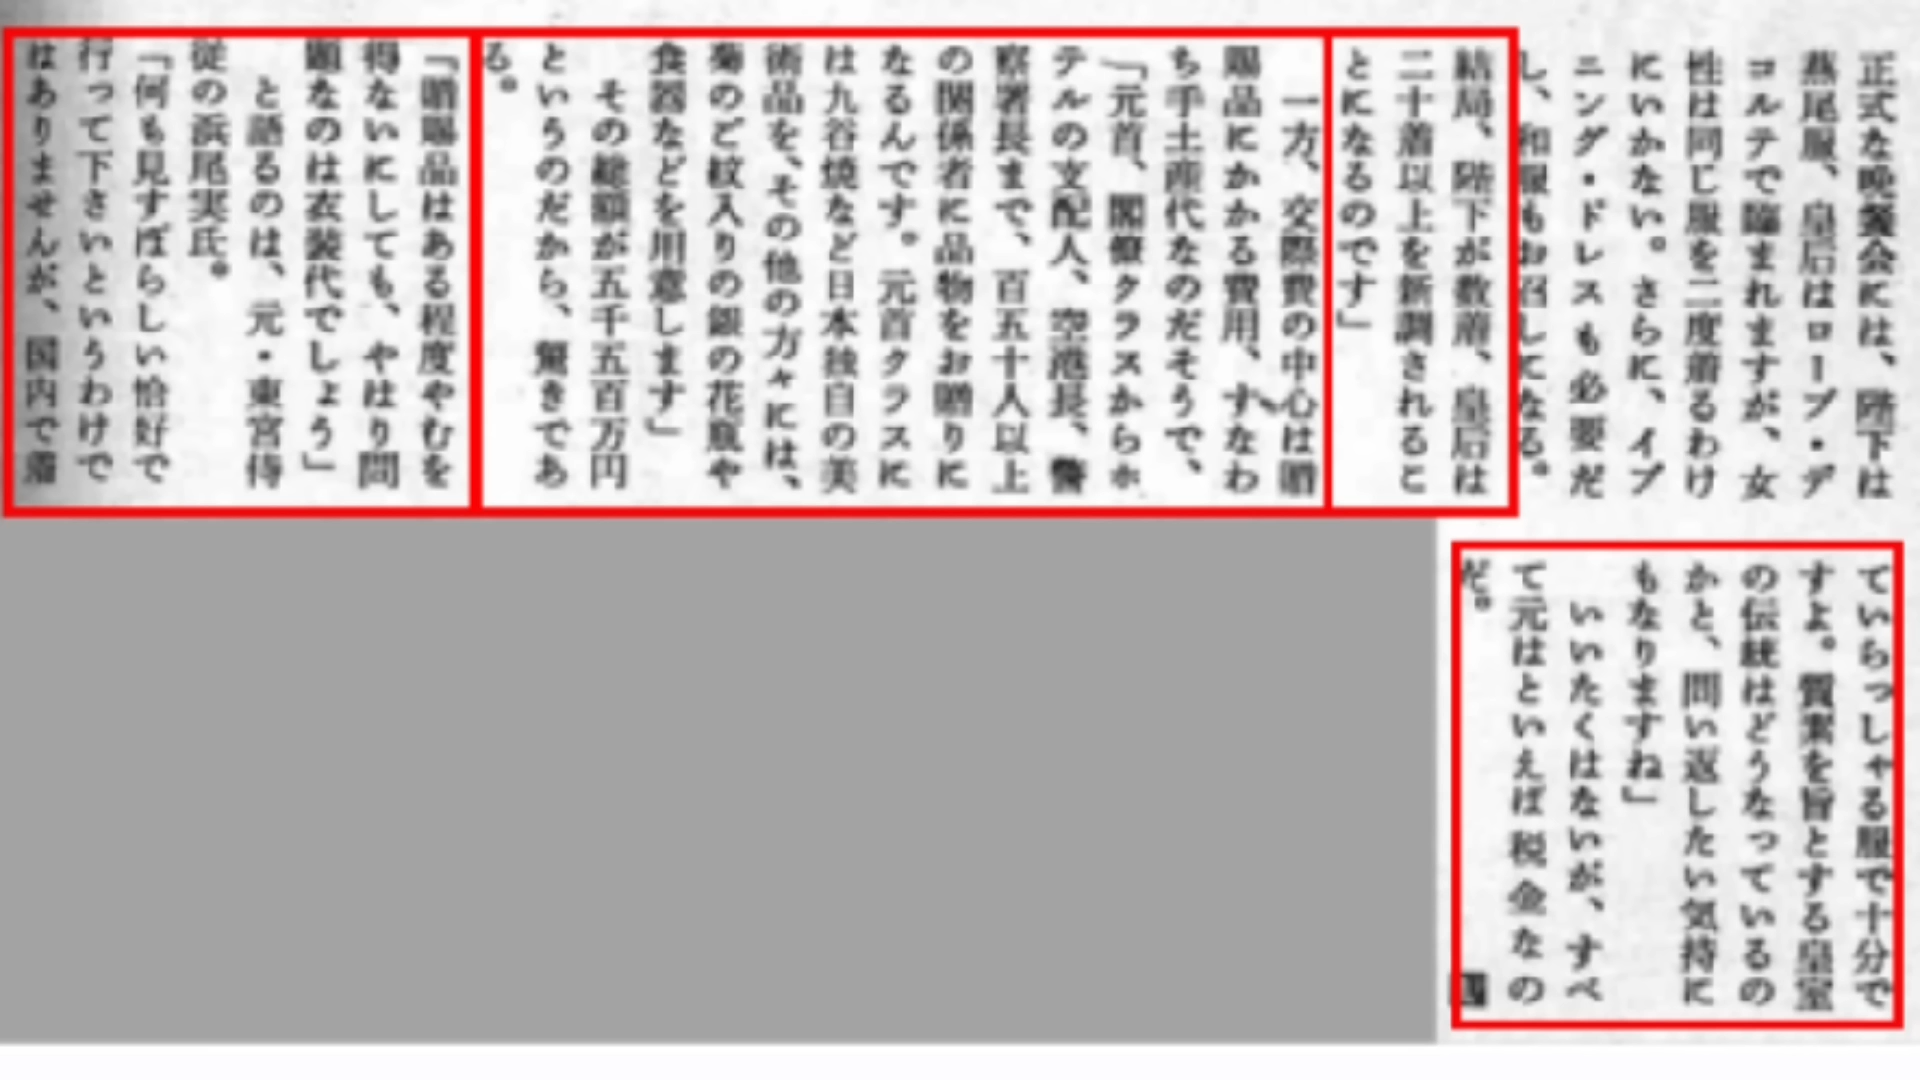 正式な晩餐会には、陛下は
燕尾服、皇后はローブ・デ
コルテで臨まれますが、女
性は同じ服を二度着るわけ
にいかない。さらに、イブ
ニング・ドレスも必要だ
し、和服もお召しになる。
結局、陛下が数着、皇后は
二十着以上を新調されるこ
とになるのです」
一方、交際費の中心は贈
賜品にかかる費用、すなわ
ち手土産代なのだそうで、
「元首、閣僚クラスからホ
テルの支配人、空港長、警
察署長まで、百五十人以上
の関係者に品物をお贈りに
なるんです。元首クラスに
は九谷焼など日本独自の美
術品を、その他の方々には、
菊のご紋入りの銀の花瓶や
食器などを用意します」
その総額が五千五百万円
というのだから、驚きであ
る。
「贈賜品はある程度やむを
得ないにしても、やはり問
題なのは衣装代でしょう」
と語るのは、元・東宮侍
従の浜尾実氏。
「何も見すぼらしい恰好で
行って下さいというわけで
はありませんが、国内で着
ていらっしゃる服で十分で
すよ。質素を旨とする皇室
の伝統はどうなっているの
かと、問い返したい気持に
もなりますね」
いいたくはないが、すべ
て元はといえば税金なの
だ。